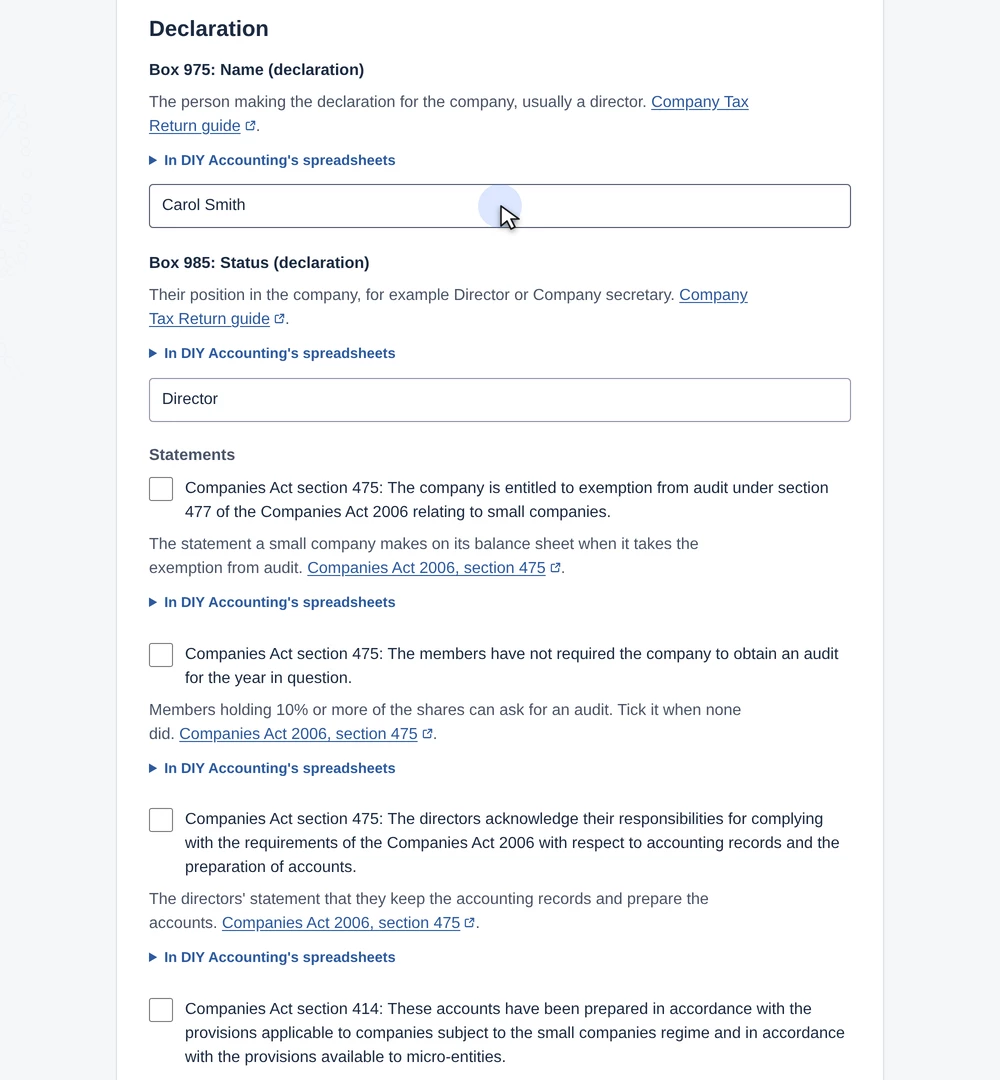 Declaration
Box 975: Name (declaration)
The person making the declaration for the company, usually a director. Company Tax
Return guide.
In DIY Accounting's spreadsheets
Carol Smith
Box 985: Status (declaration)
Their position in the company, for example Director or Company secretary. Company
Tax Return guide.
In DIY Accounting's spreadsheets
Director
Statements
Companies Act section 475: The company is entitled to exemption from audit under section
477 of the Companies Act 2006 relating to small companies.
The statement a small company makes on its balance sheet when it takes the
exemption from audit. Companies Act 2006, section 475.
In DIY Accounting's spreadsheets
Companies Act section 475: The members have not required the company to obtain an audit
for the year in question.
Members holding 10% or more of the shares can ask for an audit. Tick it when none
did. Companies Act 2006, section 475.
In DIY Accounting's spreadsheets
Companies Act section 475: The directors acknowledge their responsibilities for complying
with the requirements of the Companies Act 2006 with respect to accounting records and the
preparation of accounts.
The directors' statement that they keep the accounting records and prepare the
accounts. Companies Act 2006, section 475.
In DIY Accounting's spreadsheets
Companies Act section 414: These accounts have been prepared in accordance with the
provisions applicable to companies subject to the small companies regime and in accordance
with the provisions available to micro-entities.